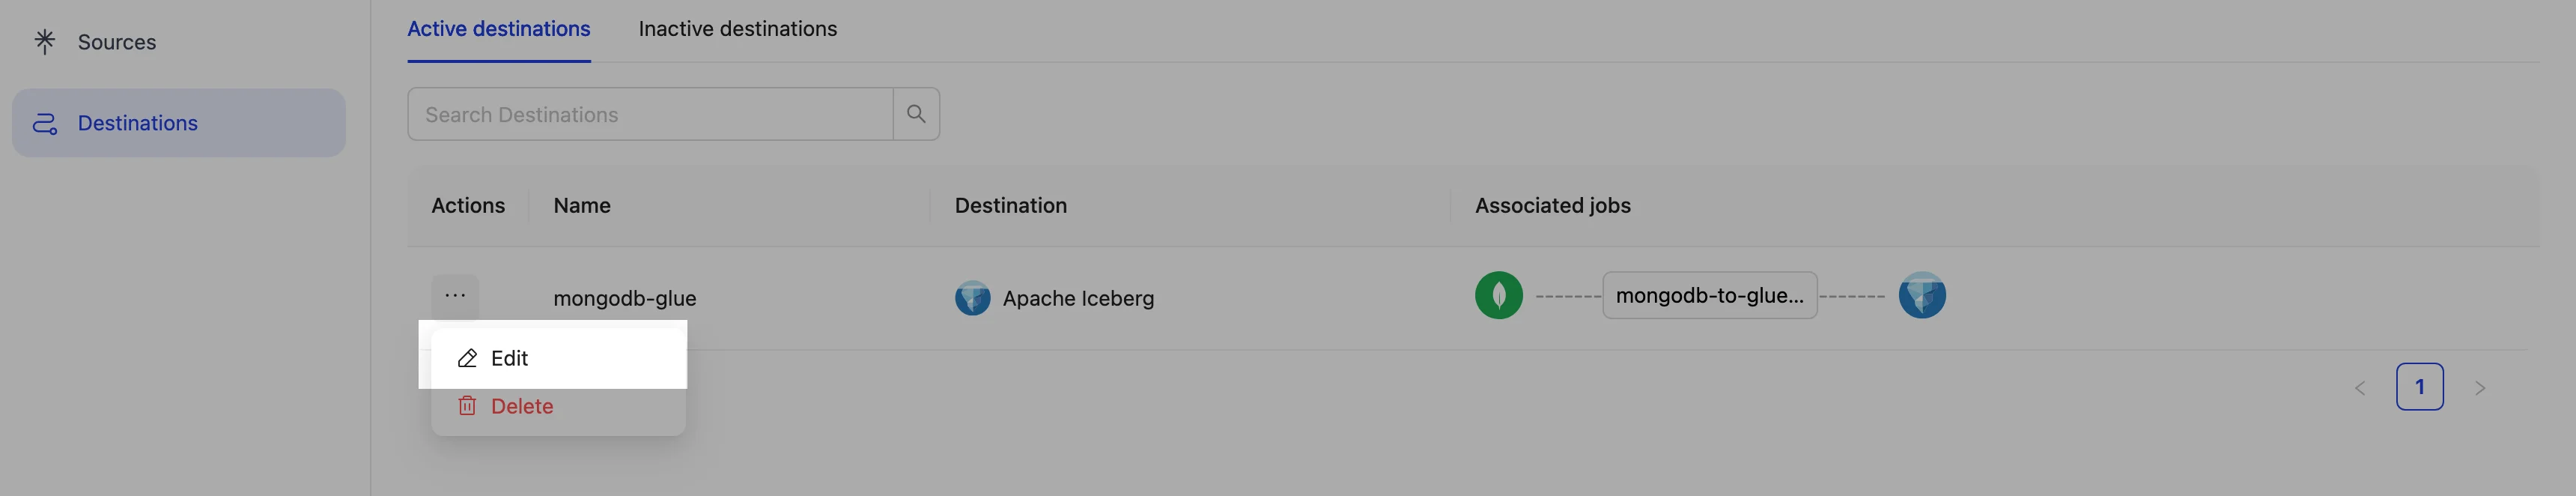 Sources
Destinations
Active destinations
Inactive destinations
Search Destinations
Actions
Name
Destination
Associated jobs
···
mongodb-glue
Apache Iceberg
mongodb-to-glue...
Edit
Delete
< 1 >